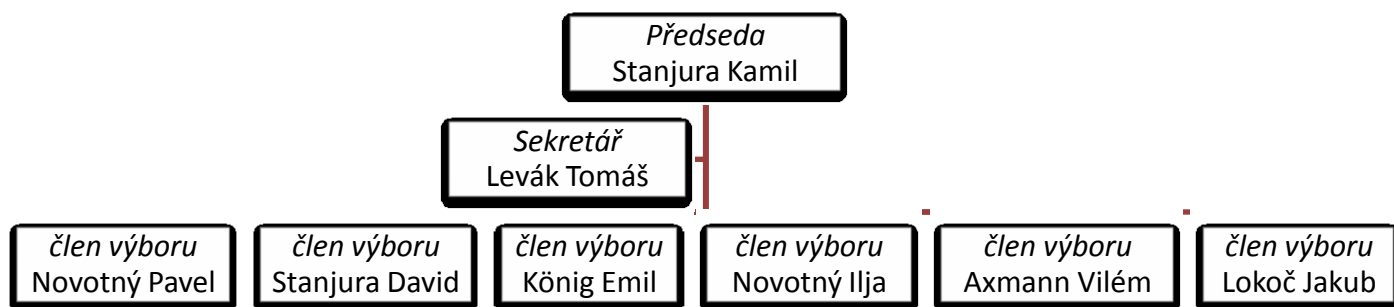 Předseda
Stanjura Kamil
Sekretář
Levák Tomáš
člen výboru
Novotný Pavel
člen výboru
Stanjura David
člen výboru
König Emil
člen výboru
Novotný Ilja
člen výboru
Axmann Vilém
člen výboru
Lokoč Jakub